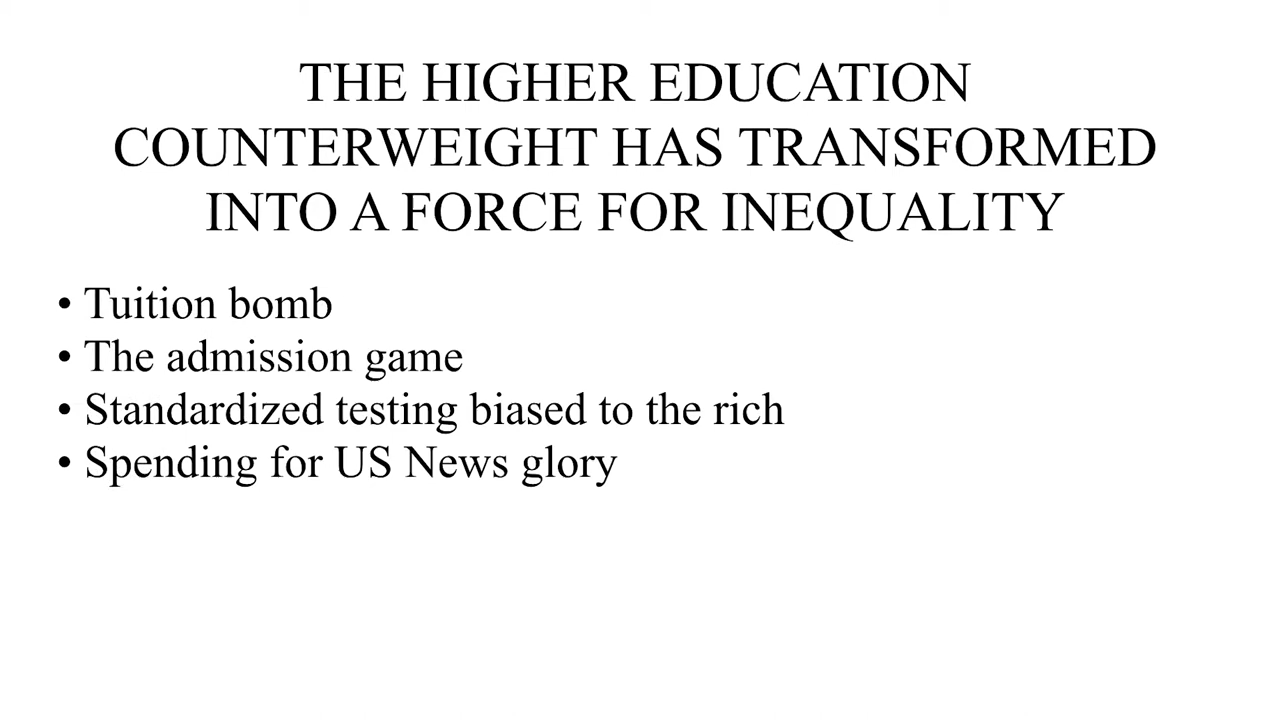 THE HIGHER EDUCATION
COUNTERWEIGHT HAS TRANSFORMED
INTO A FORCE FOR INEQUALITY
• Tuition bomb
• The admission game
• Standardized testing biased to the rich
• Spending for US News glory